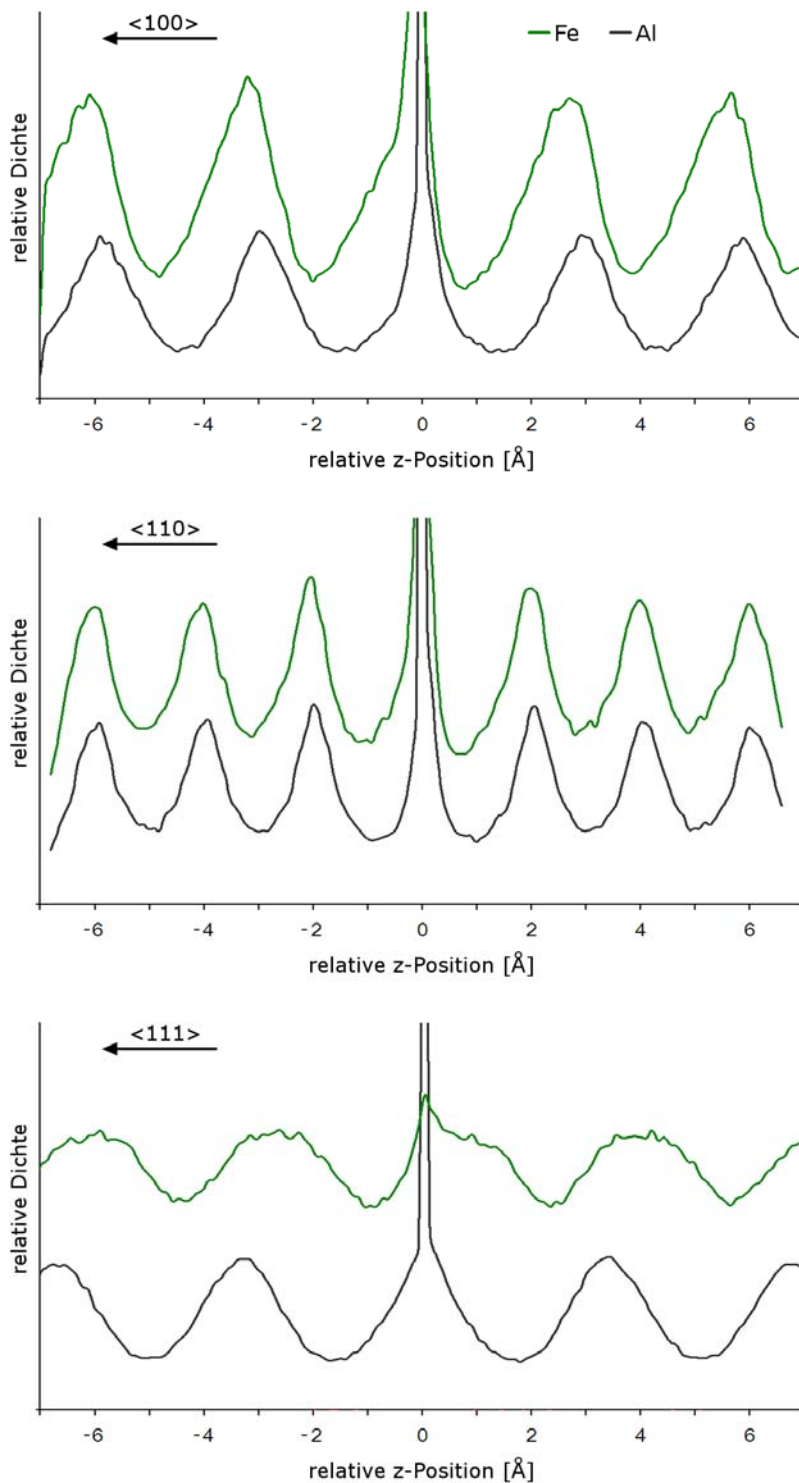 <100>
Fe Al
relative Dichte
-6 -4 -2 0 2 4 6
relative z-Position [Å]
<110>
relative Dichte
-6 -4 -2 0 2 4 6
relative z-Position [Å]
<111>
relative Dichte
-6 -4 -2 0 2 4 6
relative z-Position [Å]